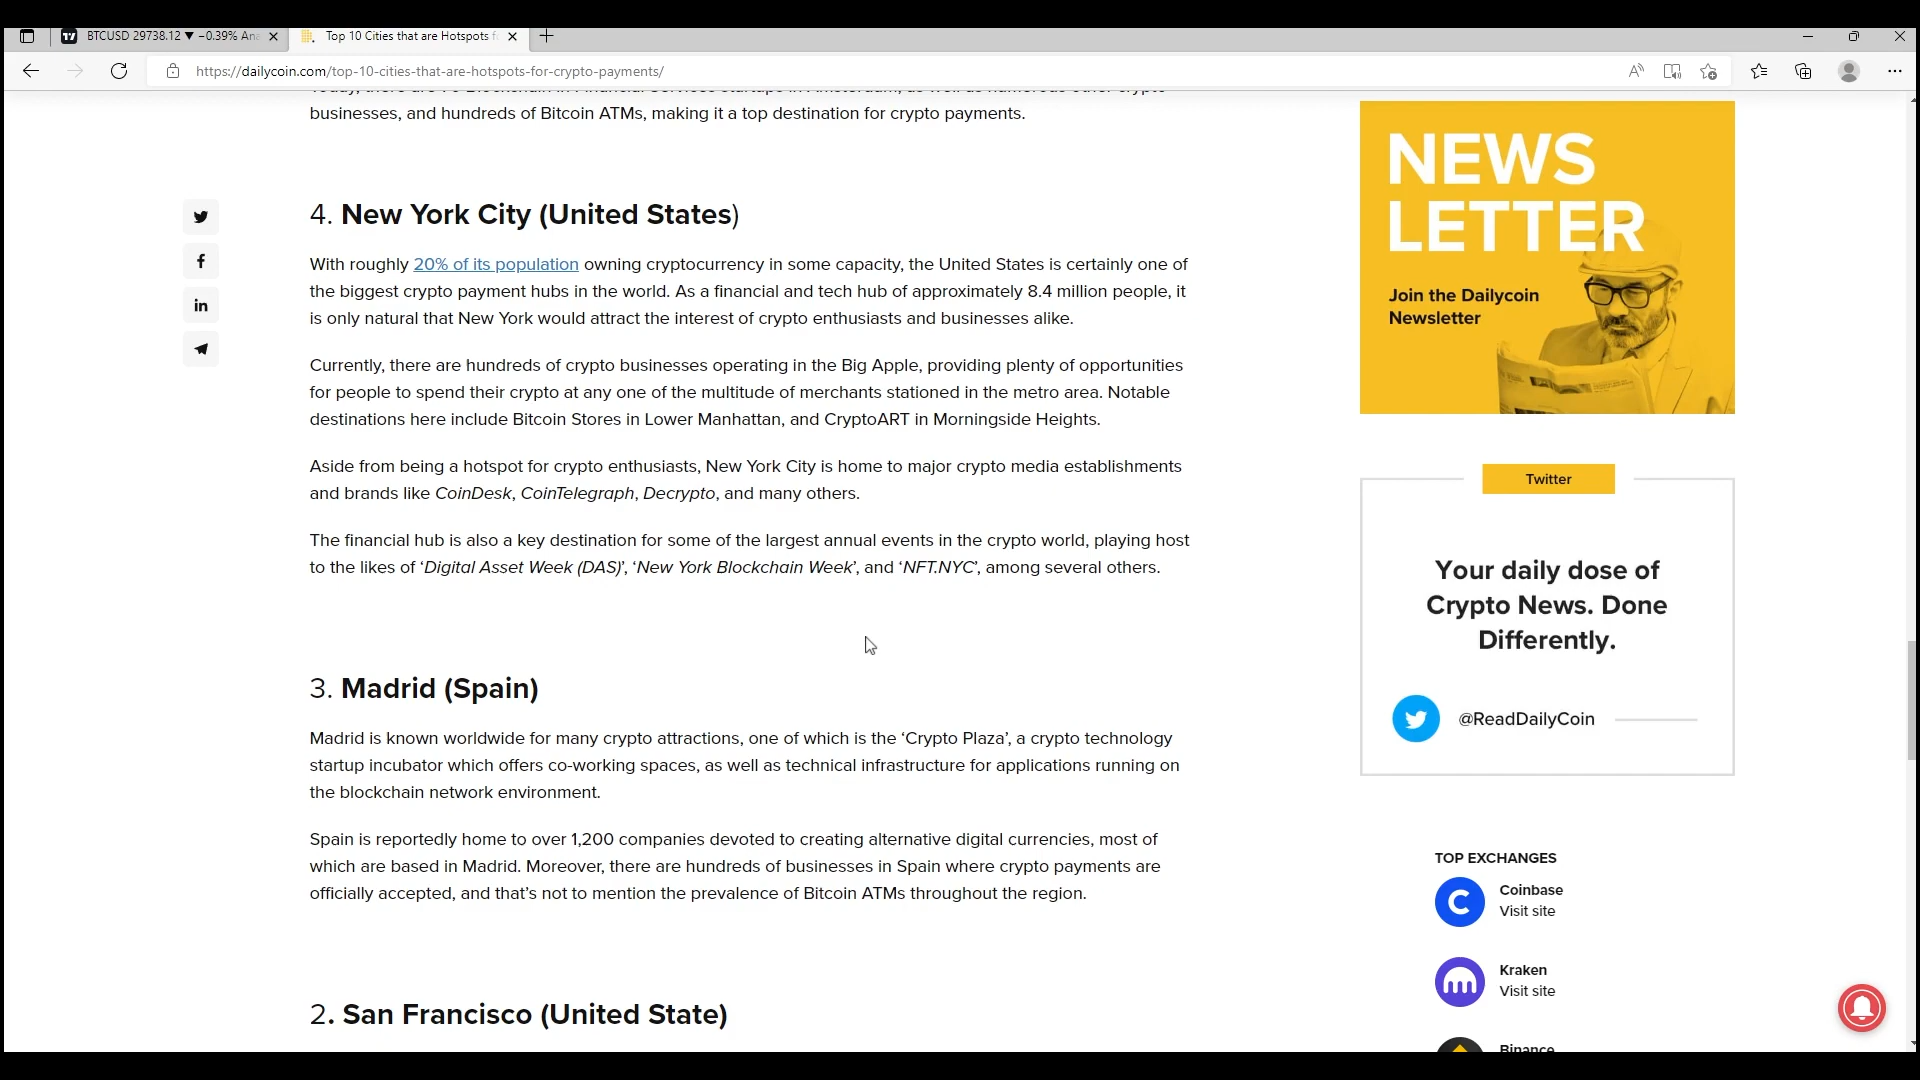 BTCUSD 29738.12 ▼ −0.39% Ana
Top 10 Cities that are Hotspots f
https://dailycoin.com/top-10-cities-that-are-hotspots-for-crypto-payments/
businesses, and hundreds of Bitcoin ATMs, making it a top destination for crypto payments.
4. New York City (United States)
With roughly 20% of its population owning cryptocurrency in some capacity, the United States is certainly one of
the biggest crypto payment hubs in the world. As a financial and tech hub of approximately 8.4 million people, it
is only natural that New York would attract the interest of crypto enthusiasts and businesses alike.
Currently, there are hundreds of crypto businesses operating in the Big Apple, providing plenty of opportunities
for people to spend their crypto at any one of the multitude of merchants stationed in the metro area. Notable
destinations here include Bitcoin Stores in Lower Manhattan, and CryptoART in Morningside Heights.
Aside from being a hotspot for crypto enthusiasts, New York City is home to major crypto media establishments
and brands like CoinDesk, CoinTelegraph, Decrypto, and many others.
The financial hub is also a key destination for some of the largest annual events in the crypto world, playing host
to the likes of ‘Digital Asset Week (DAS)’, ‘New York Blockchain Week’, and ‘NFT.NYC’, among several others.
3. Madrid (Spain)
Madrid is known worldwide for many crypto attractions, one of which is the ‘Crypto Plaza’, a crypto technology
startup incubator which offers co-working spaces, as well as technical infrastructure for applications running on
the blockchain network environment.
Spain is reportedly home to over 1,200 companies devoted to creating alternative digital currencies, most of
which are based in Madrid. Moreover, there are hundreds of businesses in Spain where crypto payments are
officially accepted, and that’s not to mention the prevalence of Bitcoin ATMs throughout the region.
2. San Francisco (United State)
NEWS
LETTER
Join the Dailycoin
Newsletter
Twitter
Your daily dose of
Crypto News. Done
Differently.
@ReadDailyCoin
TOP EXCHANGES
Coinbase
Visit site
Kraken
Visit site
Binance